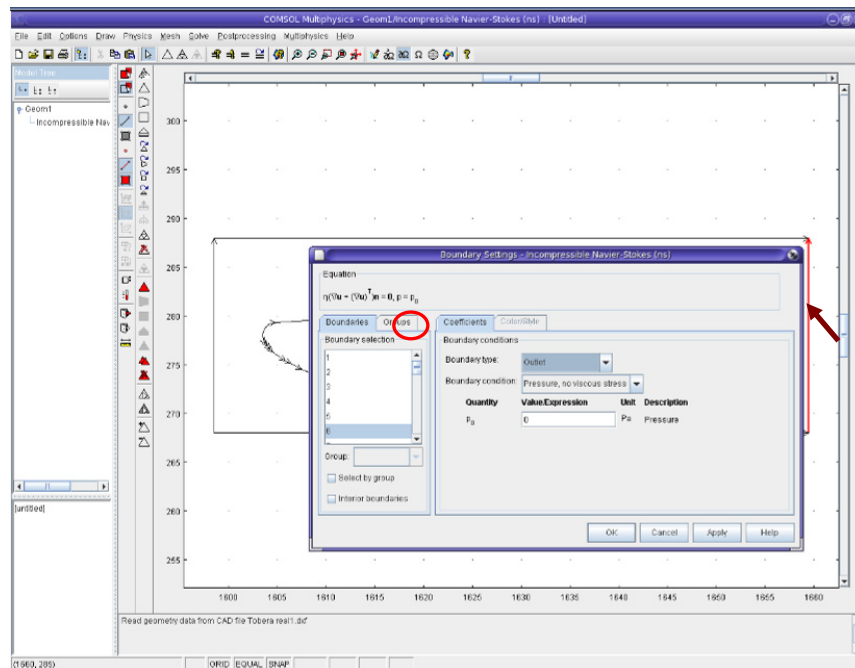 COMSOL Multiphysics - Geom1/Incompressible Navier-Stokes (ns) : [Untitled]
File Edit Options Draw Physics Mesh Solve Postprocessing Multiphysics Help
Model Tree
Geom1
Incompressible Nav
[untitled]
300
295
290
285
280
275
270
265
260
255
1600 1605 1610 1615 1620 1625 1630 1635 1640 1645 1650 1655 1660
Boundary Settings - Incompressible Navier-Stokes (ns)
Equation
η(∇u + (∇u)ᵀ)n = 0, p = p₀
Boundaries Groups
Boundary selection
1
2
3
4
5
6
Group:
Select by group
Interior boundaries
Coefficients Color/Style
Boundary conditions
Boundary type: Outlet
Boundary condition: Pressure, no viscous stress
Quantity Value/Expression Unit Description
p₀ 0 Pa Pressure
OK Cancel Apply Help
Read geometry data from CAD file Tobera real1.dxf'
(1660, 285) GRID EQUAL SNAP